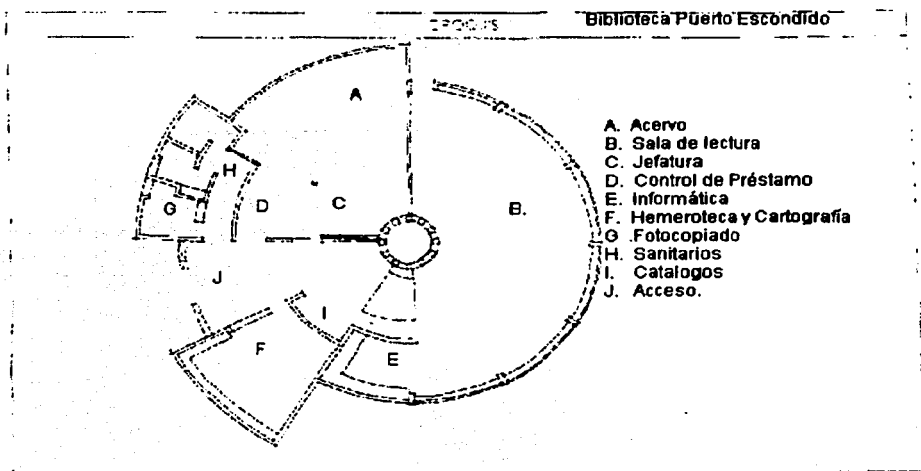 Biblioteca Puerto Escondido
A
H
G
D
C
B.
J
I
F
E
A. Acervo
B. Sala de lectura
C. Jefatura
D. Control de Préstamo
E. Informática
F. Hemeroteca y Cartografía
G .Fotocopiado
H. Sanitarios
I. Catalogos
J. Acceso.